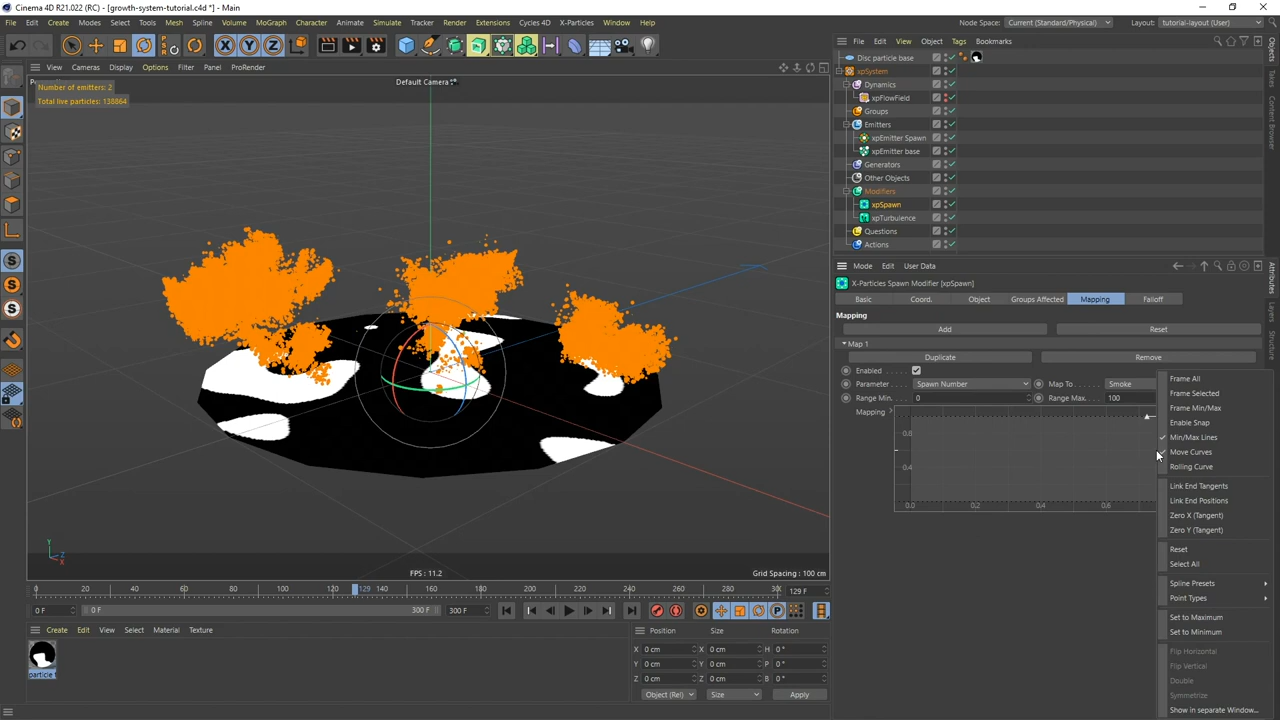 Cinema 4D R21.022 (RC) - [growth-system-tutorial.c4d *] - Main
File Edit Create Modes Select Tools Spline Volume MoGraph Character Animate Simulate Tracker Render Extensions Cycles 4D X-Particles Window Help
Node Space: Current (Standard/Physical) Layout: tutorial-layout (User)
X Y Z
PSR
View Cameras Display Options Filter Panel ProRender
File Edit View Object Tags Bookmarks
Number of emitters: 2
Total live particles: 138864
Default Camera
Disc particle base
xpSystem
Dynamics
xpFlowField
Groups
Emitters
xpEmitter Spawn
xpEmitter base
Generators
Other Objects
Modifiers
xpSpawn
xpTurbulence
Questions
Actions
Objects
Takes
Content Browser
Mode Edit User Data
X-Particles Spawn Modifier [xpSpawn]
Basic Coord. Object Groups Affected Mapping Falloff
Mapping
Add Reset
Map 1
Duplicate Remove
Enabled
Parameter Spawn Number Map To Smoke
Range Min. 0 Range Max. 100
Mapping
0.8
0.4
0.0 0.2 0.4 0.6
Frame All
Frame Selected
Frame Min/Max
Enable Snap
Min/Max Lines
Move Curves
Rolling Curve
Link End Tangents
Link End Positions
Zero X (Tangent)
Zero Y (Tangent)
Reset
Select All
Spline Presets
Point Types
Set to Maximum
Set to Minimum
Flip Horizontal
Flip Vertical
Double
Symmetrize
Show in separate Window...
Attributes
Layers
Structure
Y Z X
FPS : 11.2
Grid Spacing : 100 cm
0 20 40 60 80 100 120 129 140 160 180 200 220 240 260 280 300 129 F
0 F 0 F 300 F 300 F
Create Edit View Select Material Texture
Position Size Rotation
X 0 cm X 0 cm H 0 °
Y 0 cm Y 0 cm P 0 °
Z 0 cm Z 0 cm B 0 °
Object (Rel) Size Apply
particle t